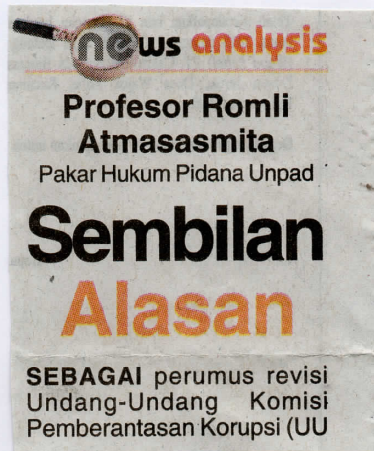 news analysis
Profesor Romli
Atmasasmita
Pakar Hukum Pidana Unpad
Sembilan
Alasan
SEBAGAI perumus revisi
Undang-Undang Komisi
Pemberantasan Korupsi (UU